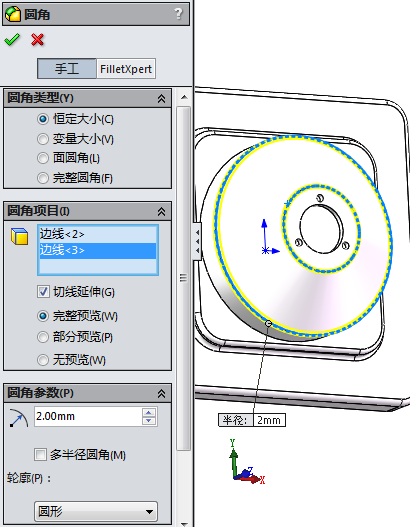 圆角
?
手工
FilletXpert
圆角类型(Y)
恒定大小(C)
变量大小(V)
面圆角(L)
完整圆角(F)
圆角项目(I)
边线<2>
边线<3>
切线延伸(G)
完整预览(W)
部分预览(P)
无预览(W)
圆角参数(P)
2.00mm
多半径圆角(M)
轮廓(P)：
圆形
半径: 2mm
Y
Z
X